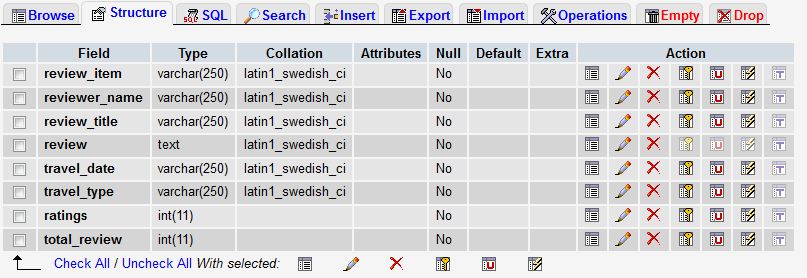 Browse Structure SQL Search Insert Export Import Operations Empty Drop
Field Type Collation Attributes Null Default Extra Action
review_item varchar(250) latin1_swedish_ci No
reviewer_name varchar(250) latin1_swedish_ci No
review_title varchar(250) latin1_swedish_ci No
review text latin1_swedish_ci No
travel_date varchar(250) latin1_swedish_ci No
travel_type varchar(250) latin1_swedish_ci No
ratings int(11) No
total_review int(11) No
Check All / Uncheck All With selected: